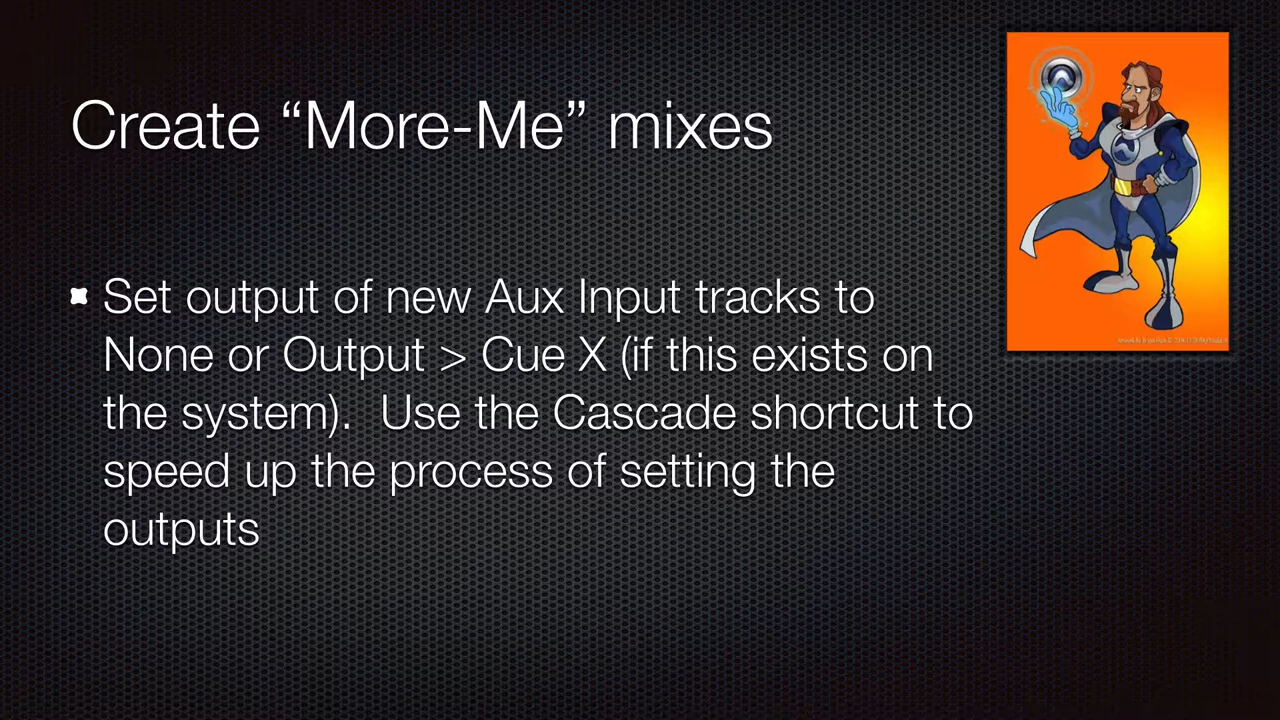 Create “More-Me” mixes
Set output of new Aux Input tracks to
None or Output > Cue X (if this exists on
the system).  Use the Cascade shortcut to
speed up the process of setting the
outputs